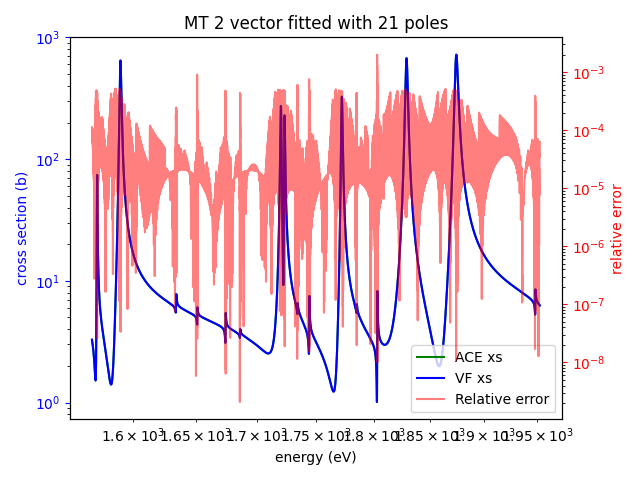 MT 2 vector fitted with 21 poles
10³
10²
10¹
10⁰
cross section (b)
10⁻³
10⁻⁴
10⁻⁵
10⁻⁶
10⁻⁷
10⁻⁸
relative error
ACE xs
VF xs
Relative error
1.6 × 10³ 1.65 × 10³ 1.7 × 10³ 1.75 × 10³ 1.8 × 10³ 1.85 × 10³ 1.9 × 10³ 1.95 × 10³
energy (eV)